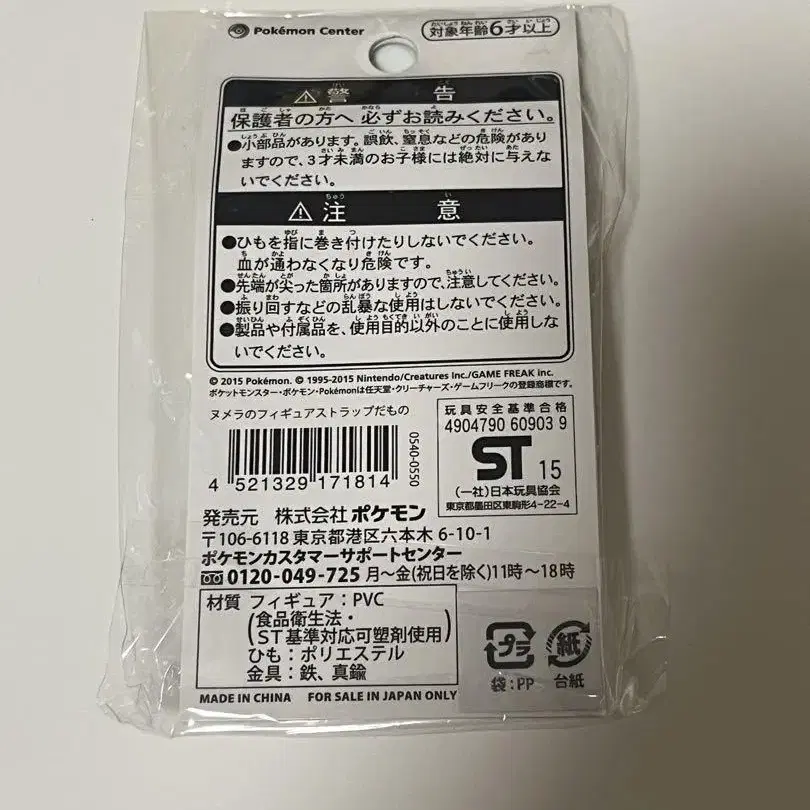 Pokémon Center
対象年齢6才以上
警告
保護者の方へ 必ずお読みください。
●小部品があります。誤飲、窒息などの危険があり
ますので、3才未満のお子様には絶対に与えな
いでください。
注意
●ひもを指に巻き付けたりしないでください。
血が通わなくなり危険です。
●先端が尖った箇所がありますので、注意してください。
●振り回すなどの乱暴な使用はしないでください。
●製品や付属品を、使用目的以外のことに使用しな
いでください。
© 2015 Pokémon. © 1995-2015 Nintendo/Creatures Inc./GAME FREAK inc.
ポケットモンスター・ポケモン・Pokémonは任天堂・クリーチャーズ・ゲームフリークの登録商標です。
ヌメラのフィギュアストラップだもの
4 521329 171814
0540-0550
玩具安全基準合格
4904790 60903 9
ST 15
(一社)日本玩具協会
東京都墨田区東駒形4-22-4
発売元 株式会社ポケモン
〒106-6118 東京都港区六本木 6-10-1
ポケモンカスタマーサポートセンター
0120-049-725 月～金(祝日を除く)11時～18時
材質 フィギュア：PVC
(食品衛生法・
ST基準対応可塑剤使用)
ひも：ポリエステル
金具：鉄、真鍮
プラ
袋：PP
紙
台紙
MADE IN CHINA FOR SALE IN JAPAN ONLY